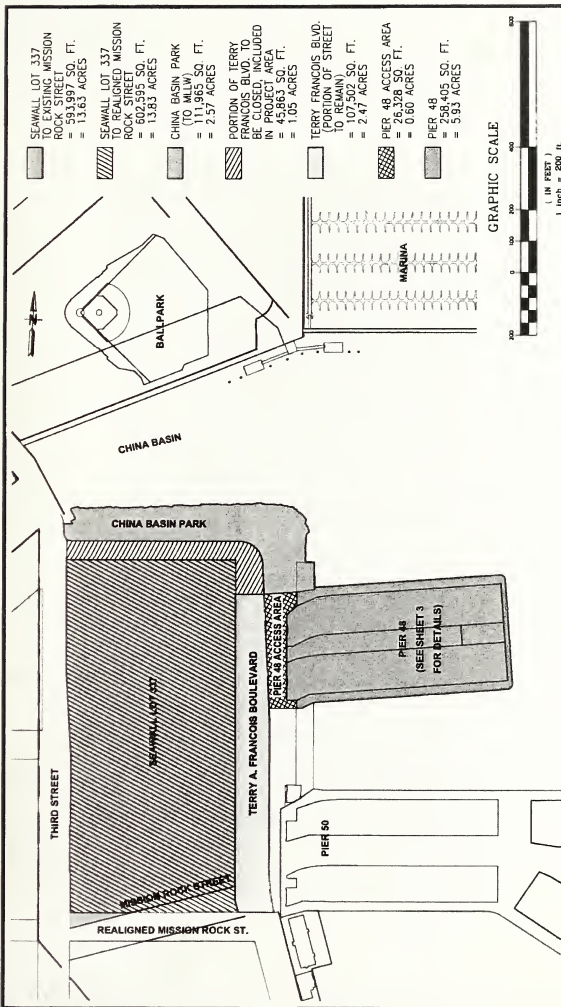 SEAWALL LOT 337
TO EXISTING MISSION
ROCK STREET
= 593,997 SQ. FT.
= 13.63 ACRES
SEAWALL LOT 337
TO REALIGNED MISSION
ROCK STREET
= 602,595 SQ. FT.
= 13.83 ACRES
CHINA BASIN PARK
(TO MLLW)
= 111,965 SQ. FT.
= 2.57 ACRES
PORTION OF TERRY
FRANCOIS BLVD. TO
BE CLOSED, INCLUDED
IN PROJECT AREA
= 45,863 SQ. FT.
= 1.05 ACRES
TERRY FRANCOIS BLVD.
(PORTION OF STREET
TO REMAIN)
= 107,502 SQ. FT.
= 2.47 ACRES
PIER 48 ACCESS AREA
= 26,328 SQ. FT.
= 0.60 ACRES
PIER 48
= 258,405 SQ. FT.
= 5.93 ACRES
BALLPARK
MARINA
CHINA BASIN
CHINA BASIN PARK
THIRD STREET
SEAWALL LOT 337
TERRY A. FRANCOIS BOULEVARD
PIER 48 ACCESS AREA
PIER 48
(SEE SHEET 3
FOR DETAILS)
MISSION ROCK STREET
REALIGNED MISSION ROCK ST.
PIER 50
GRAPHIC SCALE
200
0
100
200
400
( IN FEET )
1 inch = 200 ft.